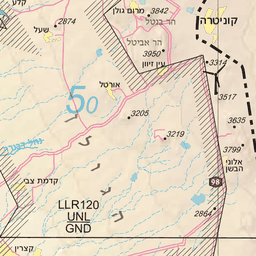 קלע
2874
שעל
3842
מרום גולן
הר בנטל
קוניטרה
הר אביטל
3950
עין זיוון
3314
אורטל
50
3517
3205
3635
3219
3799
אלוני
הבשן
קדמת צבי
98
2864
LLR120
UNL
GND
קצרין